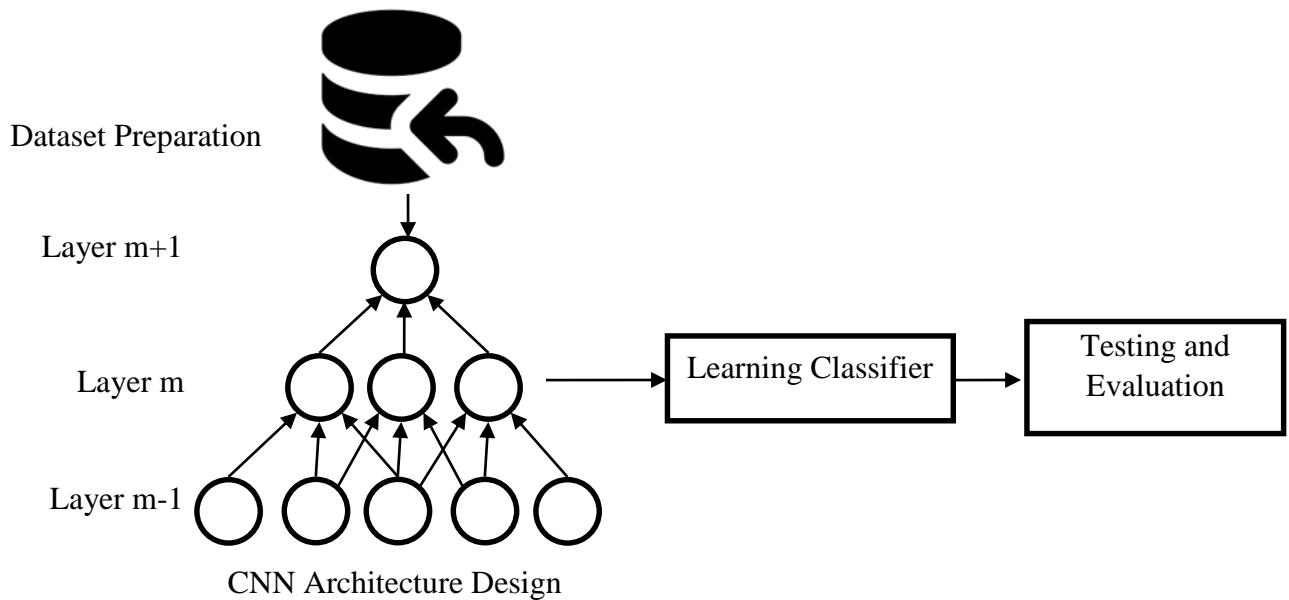 Dataset Preparation
Layer m+1
Layer m
Learning Classifier
Testing and
Evaluation
Layer m-1
CNN Architecture Design